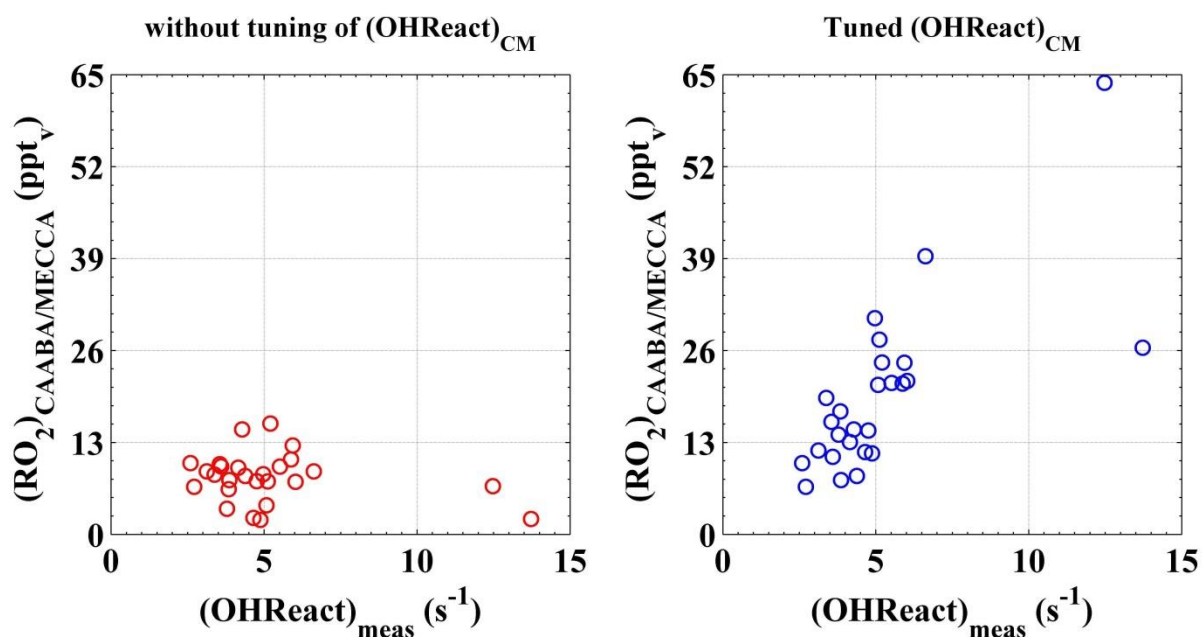 without tuning of (OHReact)CM
65
52
39
26
13
0
(RO2)CAABA/MECCA (pptv)
0 5 10 15
(OHReact)meas (s-1)
Tuned (OHReact)CM
65
52
39
26
13
0
(RO2)CAABA/MECCA (pptv)
0 5 10 15
(OHReact)meas (s-1)